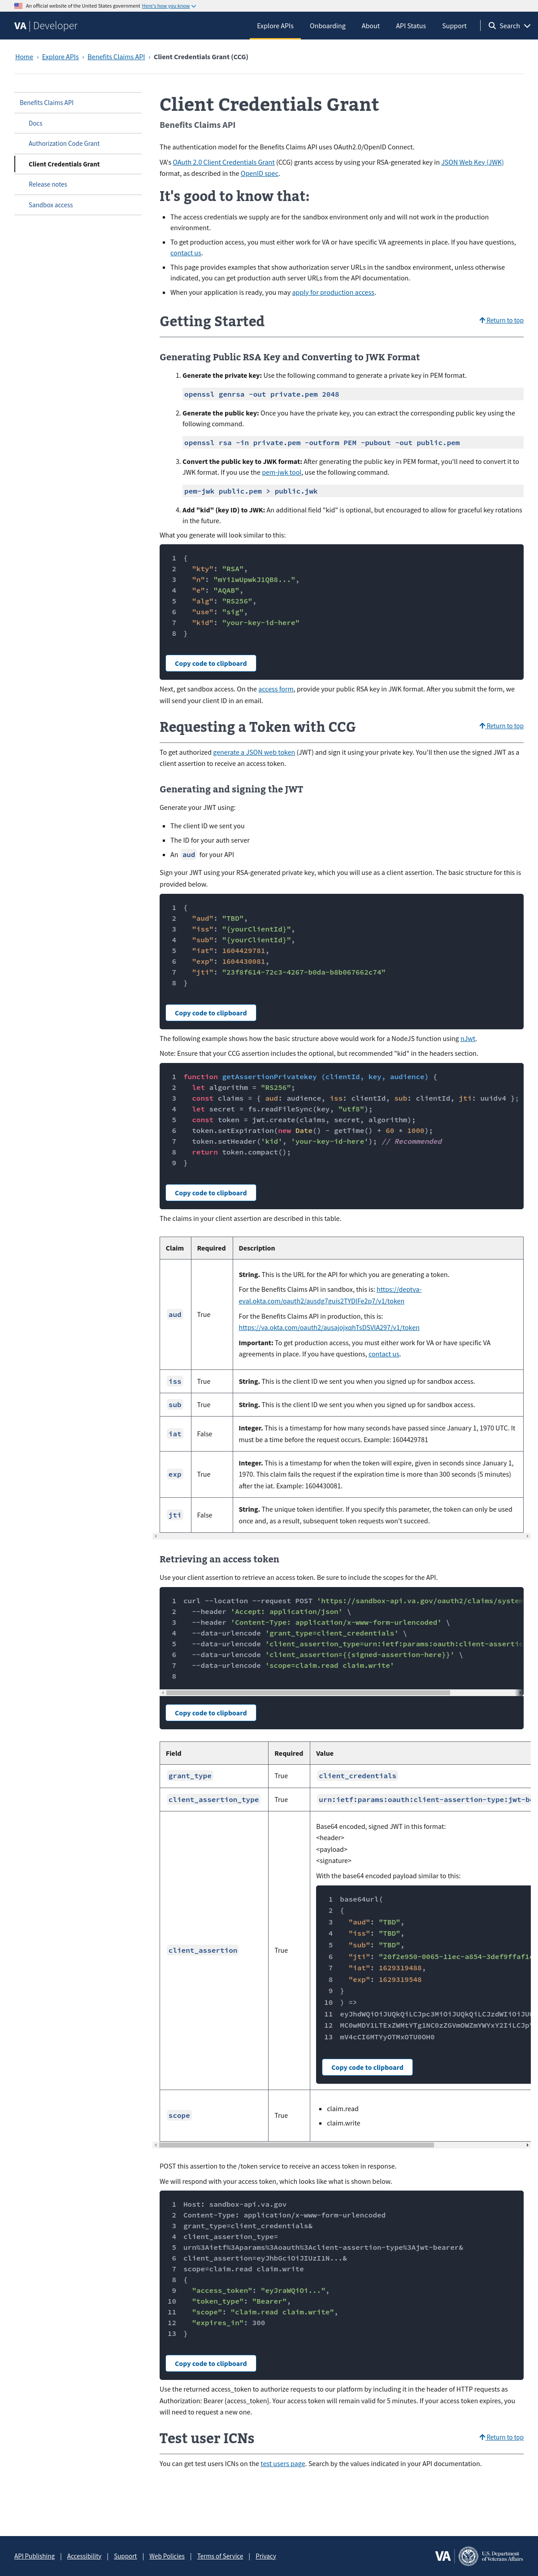 An official website of the United States government Here's how you know
VA | Developer
Explore APIs
Onboarding
About
API Status
Support
Search
Home › Explore APIs › Benefits Claims API › Client Credentials Grant (CCG)
Benefits Claims API
Docs
Authorization Code Grant
Client Credentials Grant
Release notes
Sandbox access
Client Credentials Grant
Benefits Claims API
The authentication model for the Benefits Claims API uses OAuth2.0/OpenID Connect.
VA's OAuth 2.0 Client Credentials Grant (CCG) grants access by using your RSA-generated key in JSON Web Key (JWK)
format, as described in the OpenID spec.
It's good to know that:
The access credentials we supply are for the sandbox environment only and will not work in the production
environment.
To get production access, you must either work for VA or have specific VA agreements in place. If you have questions,
contact us.
This page provides examples that show authorization server URLs in the sandbox environment, unless otherwise
indicated, you can get production auth server URLs from the API documentation.
When your application is ready, you may apply for production access.
Getting Started
Return to top
Generating Public RSA Key and Converting to JWK Format
1. Generate the private key: Use the following command to generate a private key in PEM format.
openssl genrsa -out private.pem 2048
2. Generate the public key: Once you have the private key, you can extract the corresponding public key using the
following command.
openssl rsa -in private.pem -outform PEM -pubout -out public.pem
3. Convert the public key to JWK format: After generating the public key in PEM format, you'll need to convert it to
JWK format. If you use the pem-jwk tool, use the following command.
pem-jwk public.pem > public.jwk
4. Add "kid" (key ID) to JWK: An additional field "kid" is optional, but encouraged to allow for graceful key rotations
in the future.
What you generate will look similar to this:
1 {
2 "kty": "RSA",
3 "n": "mYi1wUpwkJ1QB8...",
4 "e": "AQAB",
5 "alg": "RS256",
6 "use": "sig",
7 "kid": "your-key-id-here"
8 }
Copy code to clipboard
Next, get sandbox access. On the access form, provide your public RSA key in JWK format. After you submit the form, we
will send your client ID in an email.
Requesting a Token with CCG
Return to top
To get authorized generate a JSON web token (JWT) and sign it using your private key. You'll then use the signed JWT as a
client assertion to receive an access token.
Generating and signing the JWT
Generate your JWT using:
The client ID we sent you
The ID for your auth server
An aud for your API
Sign your JWT using your RSA-generated private key, which you will use as a client assertion. The basic structure for this is
provided below.
1 {
2 "aud": "TBD",
3 "iss": "{yourClientId}",
4 "sub": "{yourClientId}",
5 "iat": 1604429781,
6 "exp": 1604430081,
7 "jti": "23f8f614-72c3-4267-b0da-b8b067662c74"
8 }
Copy code to clipboard
The following example shows how the basic structure above would work for a NodeJS function using nJwt.
Note: Ensure that your CCG assertion includes the optional, but recommended "kid" in the headers section.
1 function getAssertionPrivatekey (clientId, key, audience) {
2 let algorithm = "RS256";
3 const claims = { aud: audience, iss: clientId, sub: clientId, jti: uuidv4 };
4 let secret = fs.readFileSync(key, "utf8");
5 const token = jwt.create(claims, secret, algorithm);
6 token.setExpiration(new Date() - getTime() + 60 * 1000);
7 token.setHeader('kid', 'your-key-id-here'); // Recommended
8 return token.compact();
9 }
Copy code to clipboard
The claims in your client assertion are described in this table.
Claim Required Description
aud
True
String. This is the URL for the API for which you are generating a token.
For the Benefits Claims API in sandbox, this is: https://deptva-
eval.okta.com/oauth2/ausdg7guis2TYDlFe2p7/v1/token
For the Benefits Claims API in production, this is:
https://va.okta.com/oauth2/ausajojxqhTsDSVlA297/v1/token
Important: To get production access, you must either work for VA or have specific VA
agreements in place. If you have questions, contact us.
iss True String. This is the client ID we sent you when you signed up for sandbox access.
sub True String. This is the client ID we sent you when you signed up for sandbox access.
iat False Integer. This is a timestamp for how many seconds have passed since January 1, 1970 UTC. It
must be a time before the request occurs. Example: 1604429781
exp True Integer. This is a timestamp for when the token will expire, given in seconds since January 1,
1970. This claim fails the request if the expiration time is more than 300 seconds (5 minutes)
after the iat. Example: 1604430081.
jti False String. The unique token identifier. If you specify this parameter, the token can only be used
once and, as a result, subsequent token requests won't succeed.
Retrieving an access token
Use your client assertion to retrieve an access token. Be sure to include the scopes for the API.
1 curl --location --request POST 'https://sandbox-api.va.gov/oauth2/claims/system
2 --header 'Accept: application/json' \
3 --header 'Content-Type: application/x-www-form-urlencoded' \
4 --data-urlencode 'grant_type=client_credentials' \
5 --data-urlencode 'client_assertion_type=urn:ietf:params:oauth:client-assertio
6 --data-urlencode 'client_assertion={{signed-assertion-here}}' \
7 --data-urlencode 'scope=claim.read claim.write'
8
Copy code to clipboard
Field Required Value
grant_type True client_credentials
client_assertion_type True urn:ietf:params:oauth:client-assertion-type:jwt-be
client_assertion
True
Base64 encoded, signed JWT in this format:
<header>
<payload>
<signature>
With the base64 encoded payload similar to this:
1 base64url(
2 {
3 "aud": "TBD",
4 "iss": "TBD",
5 "sub": "TBD",
6 "jti": "20f2e950-0065-11ec-a854-3def9ffaf1
7 "iat": 1629319488,
8 "exp": 1629319548
9 }
10 ) =>
11
12
13 mV4cCI6MTYyOTMxOTU0OH0
Copy code to clipboard
scope
True
claim.read
claim.write
POST this assertion to the /token service to receive an access token in response.
We will respond with your access token, which looks like what is shown below.
1 Host: sandbox-api.va.gov
2 Content-Type: application/x-www-form-urlencoded
3 grant_type=client_credentials&
4 client_assertion_type=
5 urn%3Aietf%3Aparams%3Aoauth%3Aclient-assertion-type%3Ajwt-bearer&
6 client_assertion=eyJhbGciOiJIUzI1N...&
7 scope=claim.read claim.write
8 {
9 "access_token": "eyJraWQiOi...",
10 "token_type": "Bearer",
11 "scope": "claim.read claim.write",
12 "expires_in": 300
13 }
Copy code to clipboard
Use the returned access_token to authorize requests to our platform by including it in the header of HTTP requests as
Authorization: Bearer {access_token}. Your access token will remain valid for 5 minutes. If your access token expires, you
will need to request a new one.
Test user ICNs
Return to top
You can get test users ICNs on the test users page. Search by the values indicated in your API documentation.
API Publishing | Accessibility | Support | Web Policies | Terms of Service | Privacy
VA
U.S. Department
of Veterans Affairs